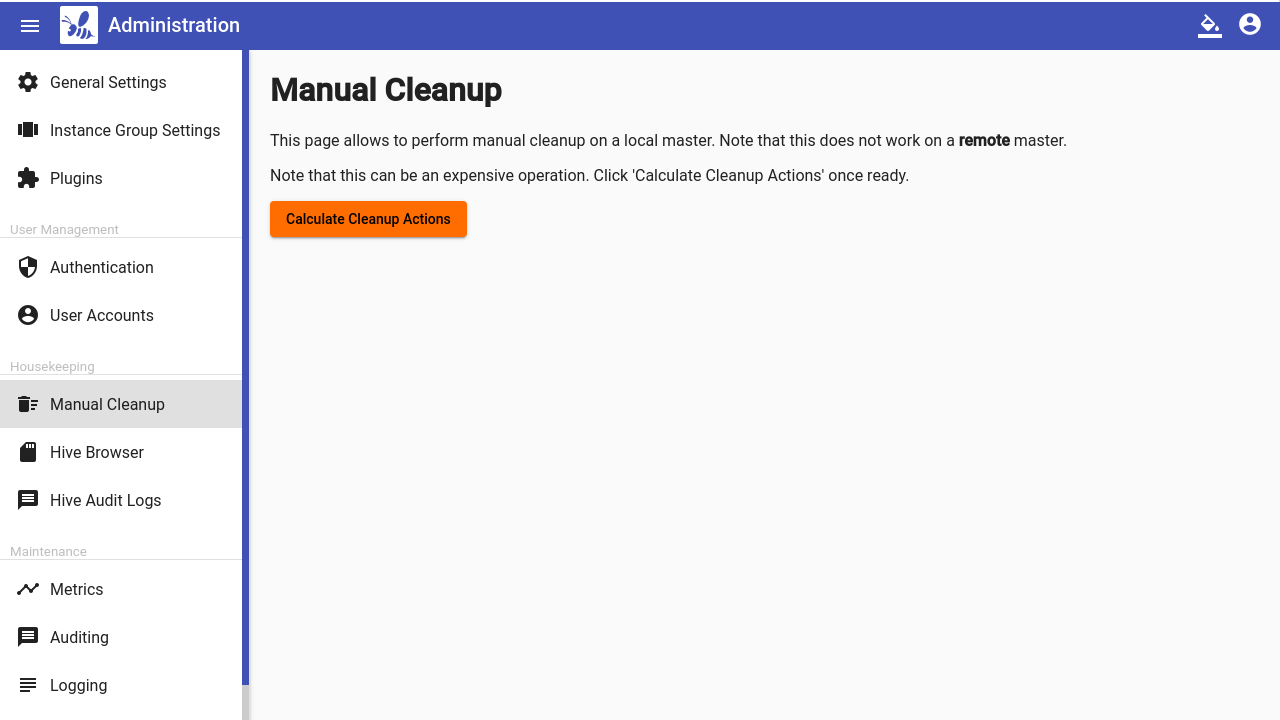 Administration
General Settings
Instance Group Settings
Plugins
User Management
Authentication
User Accounts
Housekeeping
Manual Cleanup
Hive Browser
Hive Audit Logs
Maintenance
Metrics
Auditing
Logging
Manual Cleanup
This page allows to perform manual cleanup on a local master. Note that this does not work on a remote master.
Note that this can be an expensive operation. Click 'Calculate Cleanup Actions' once ready.
Calculate Cleanup Actions